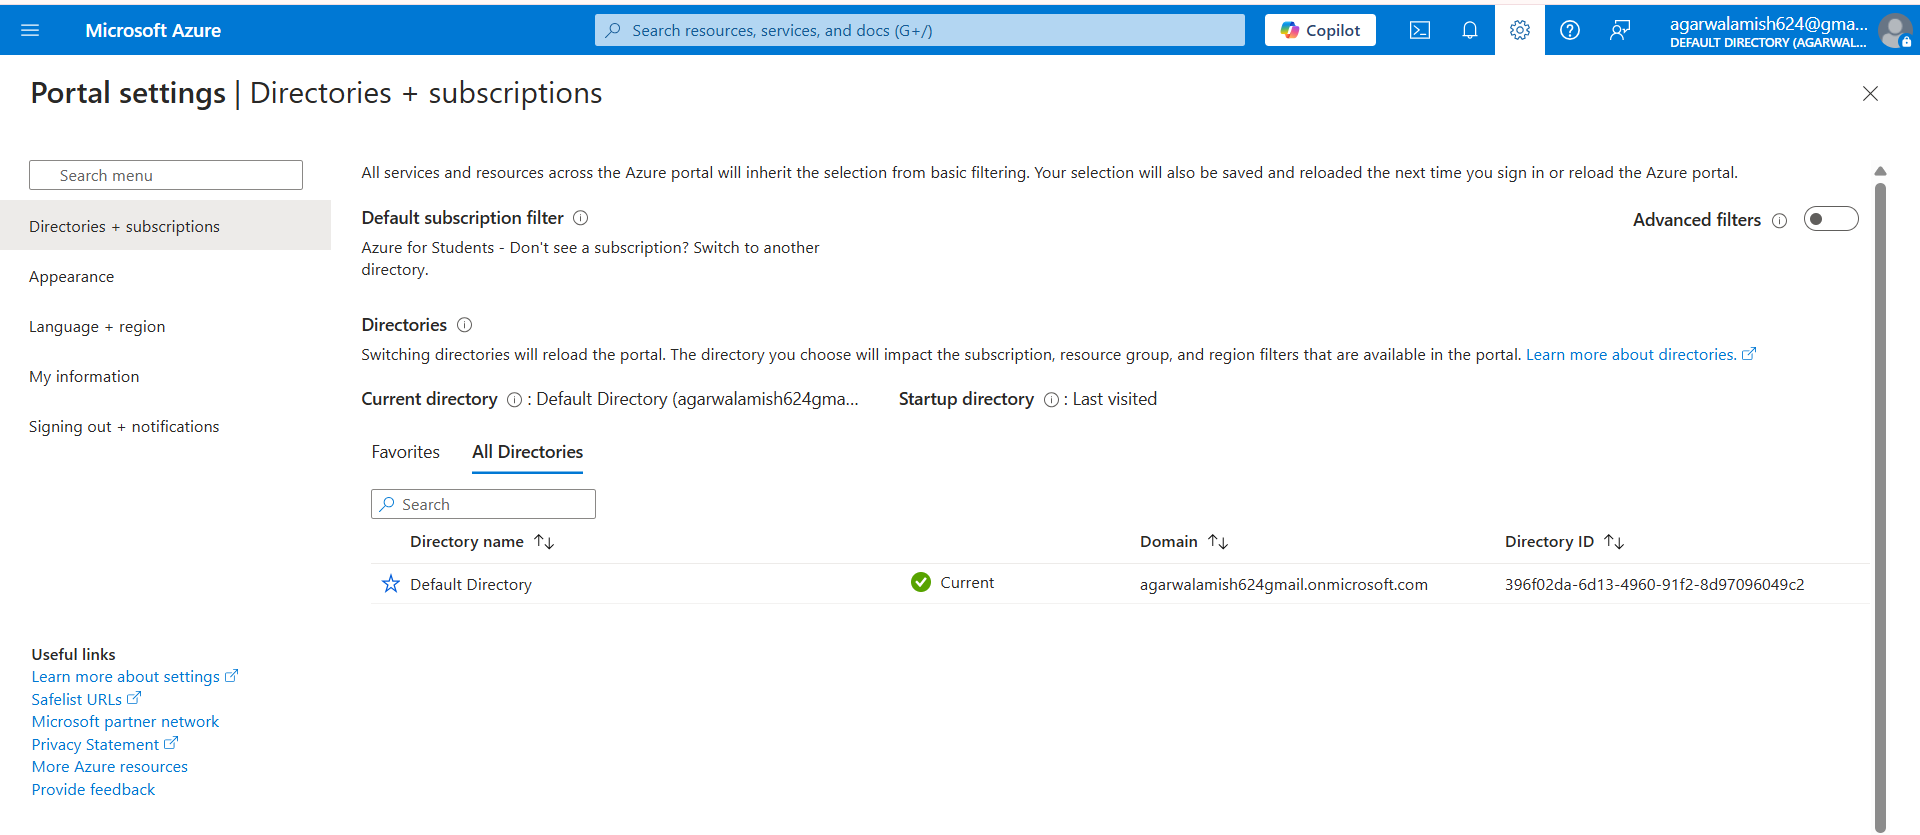 Microsoft Azure
Search resources, services, and docs (G+/)
Copilot
agarwalamish624@gma...
DEFAULT DIRECTORY (AGARWAL...
Portal settings | Directories + subscriptions
Search menu
Directories + subscriptions
Appearance
Language + region
My information
Signing out + notifications
Useful links
Learn more about settings
Safelist URLs
Microsoft partner network
Privacy Statement
More Azure resources
Provide feedback
All services and resources across the Azure portal will inherit the selection from basic filtering. Your selection will also be saved and reloaded the next time you sign in or reload the Azure portal.
Default subscription filter
Advanced filters
Azure for Students - Don't see a subscription? Switch to another
directory.
Directories
Switching directories will reload the portal. The directory you choose will impact the subscription, resource group, and region filters that are available in the portal. Learn more about directories.
Current directory : Default Directory (agarwalamish624gma...
Startup directory : Last visited
Favorites
All Directories
Search
Directory name
Domain
Directory ID
Default Directory
Current
agarwalamish624gmail.onmicrosoft.com
396f02da-6d13-4960-91f2-8d97096049c2